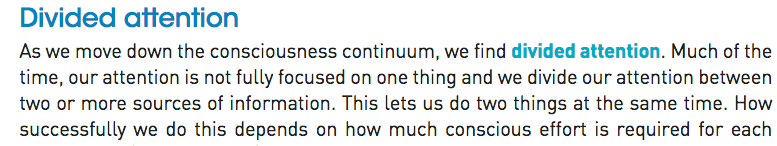 Divided attention
As we move down the consciousness continuum, we find divided attention. Much of the
time, our attention is not fully focused on one thing and we divide our attention between
two or more sources of information. This lets us do two things at the same time. How
successfully we do this depends on how much conscious effort is required for each